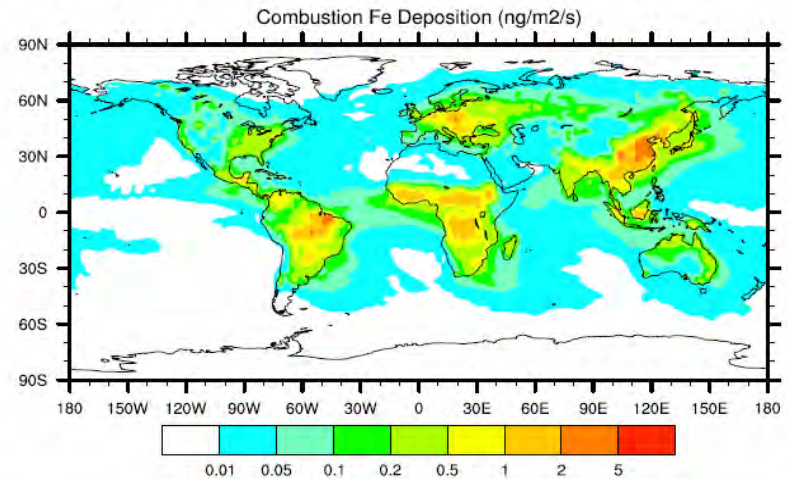 Combustion Fe Deposition (ng/m2/s)
90N
60N
30N
0
30S
60S
90S
180 150W 120W 90W 60W 30W 0 30E 60E 90E 120E 150E 180
0.01 0.05 0.1 0.2 0.5 1 2 5